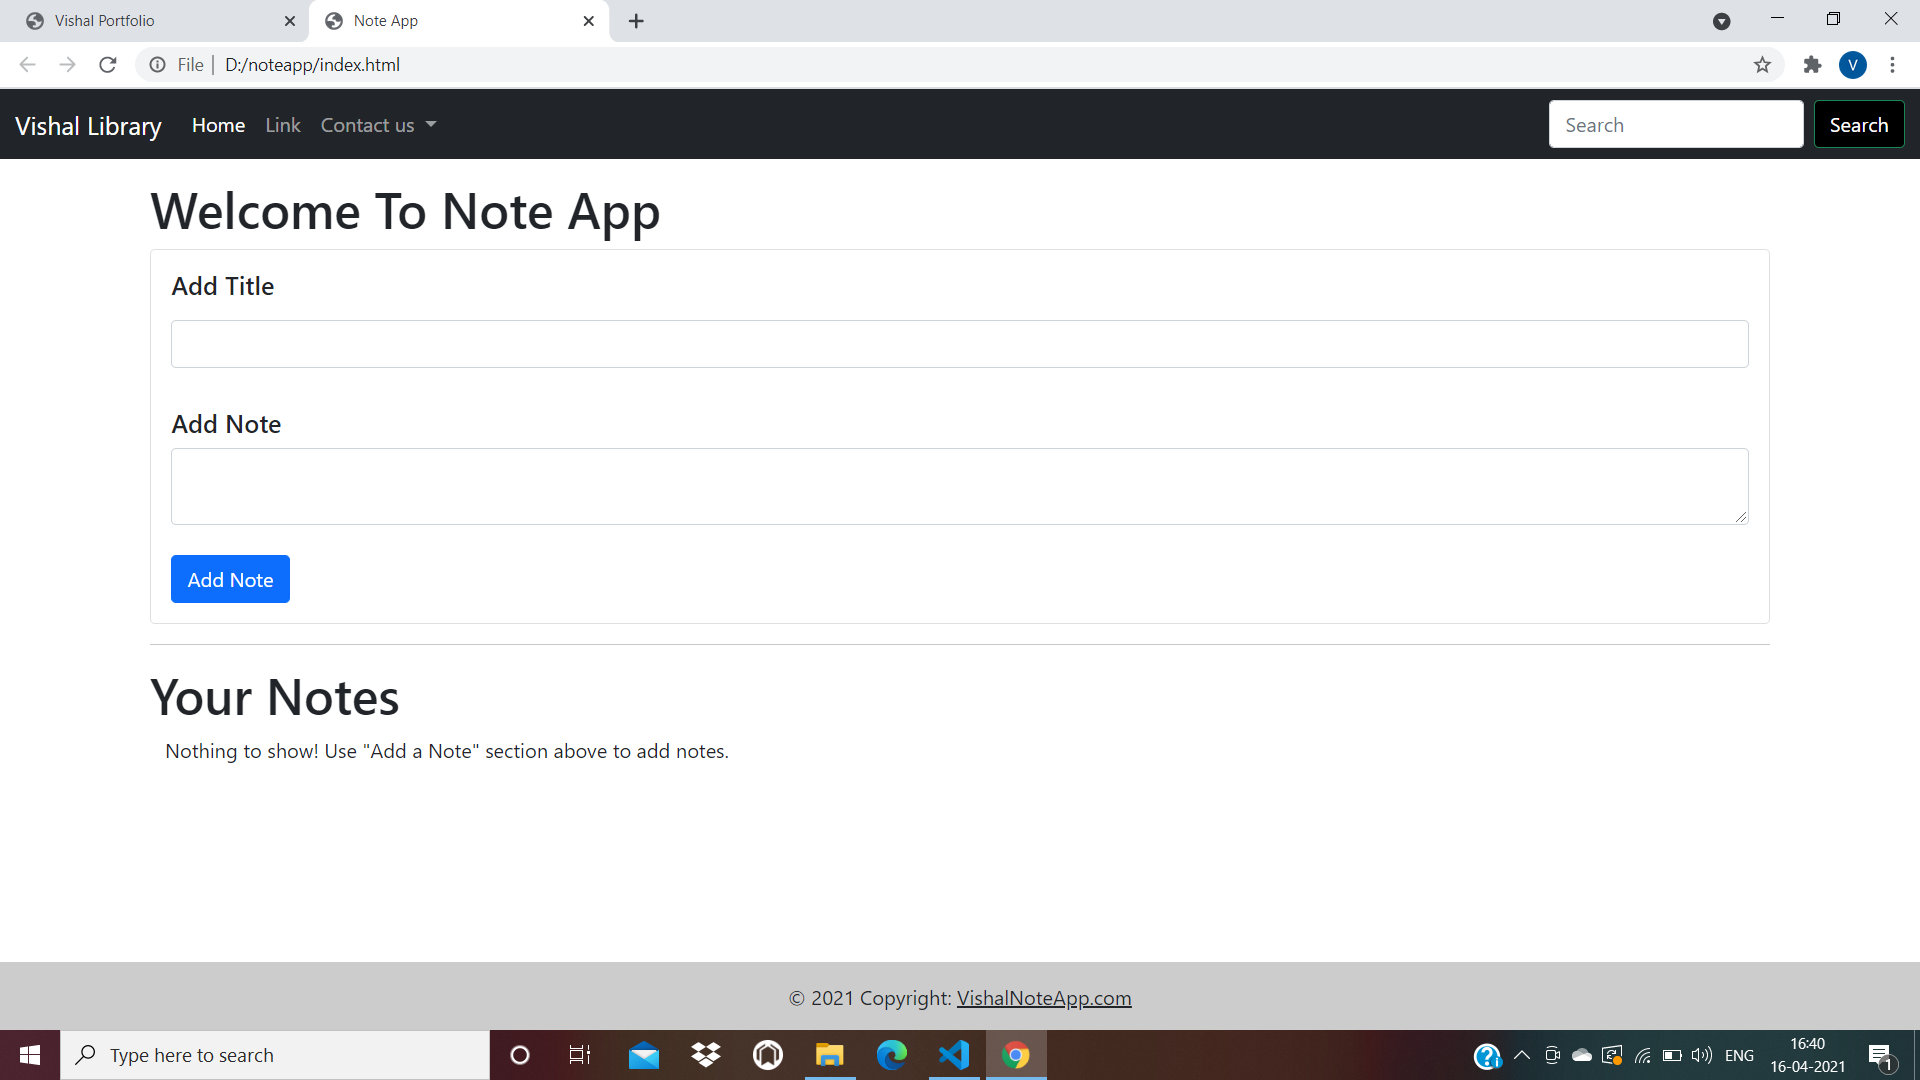 Vishal Portfolio
Note App
File
D:/noteapp/index.html
V
Vishal Library
Home
Link
Contact us
Search
Search
Welcome To Note App
Add Title
Add Note
Add Note
Your Notes
Nothing to show! Use "Add a Note" section above to add notes.
© 2021 Copyright: VishalNoteApp.com
Type here to search
ENG
16:40
16-04-2021
1